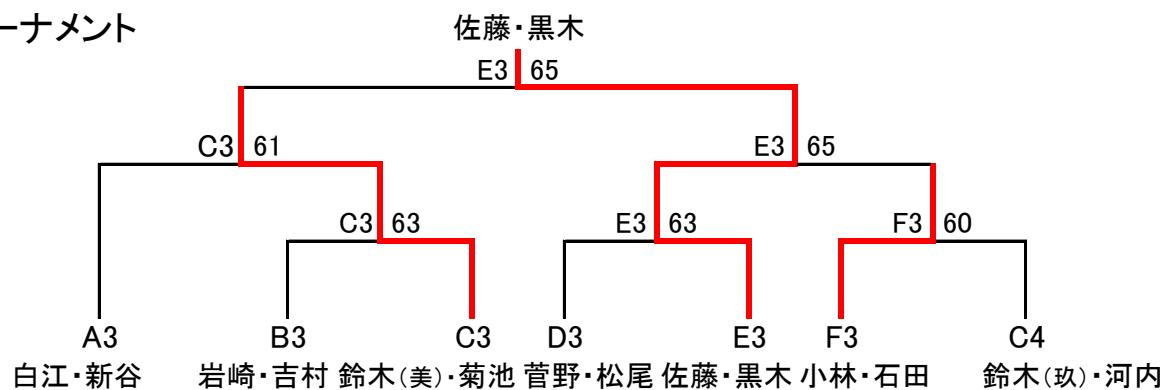 ーナメント
佐藤・黒木
E3 65
C3 61
E3 65
C3 63
E3 63
F3 60
A3 B3 C3 D3 E3 F3 C4
白江・新谷 岩崎・吉村 鈴木(美)・菊池 菅野・松尾 佐藤・黒木 小林・石田 鈴木(玖)・河内